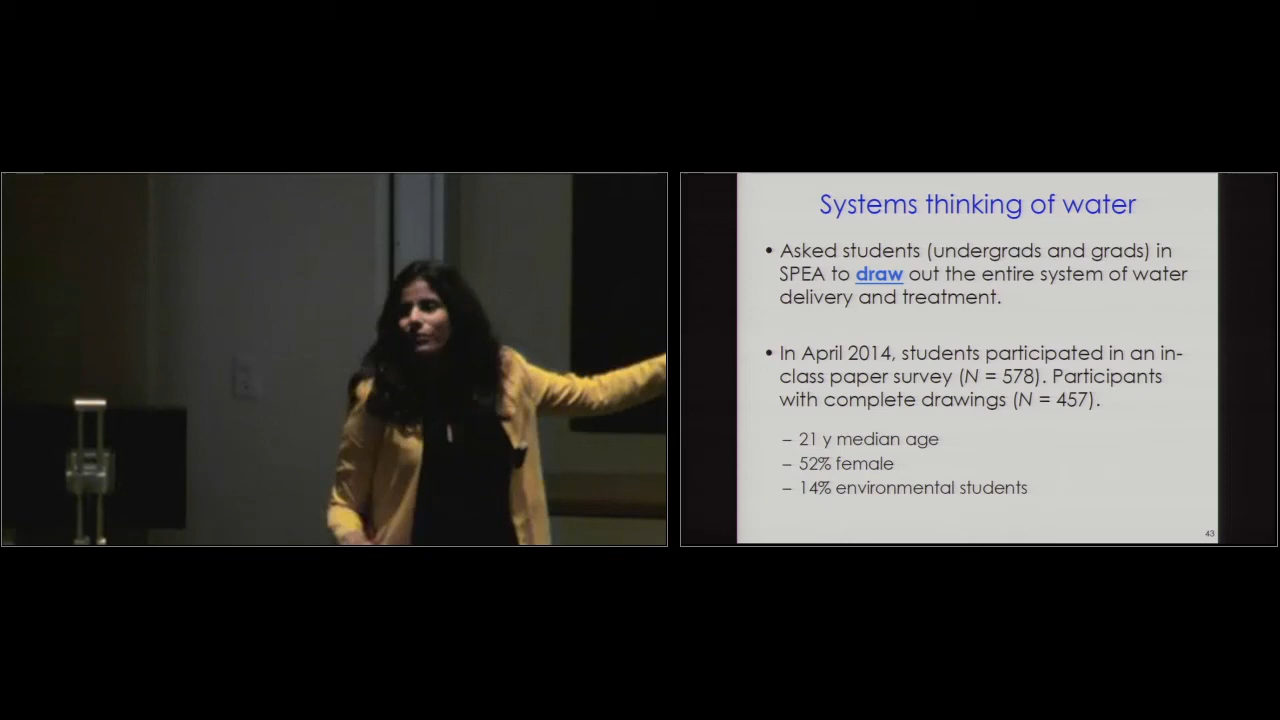 Systems thinking of water
• Asked students (undergrads and grads) in
SPEA to draw out the entire system of water
delivery and treatment.
• In April 2014, students participated in an in-
class paper survey (N = 578). Participants
with complete drawings (N = 457).
– 21 y median age
– 52% female
– 14% environmental students
43